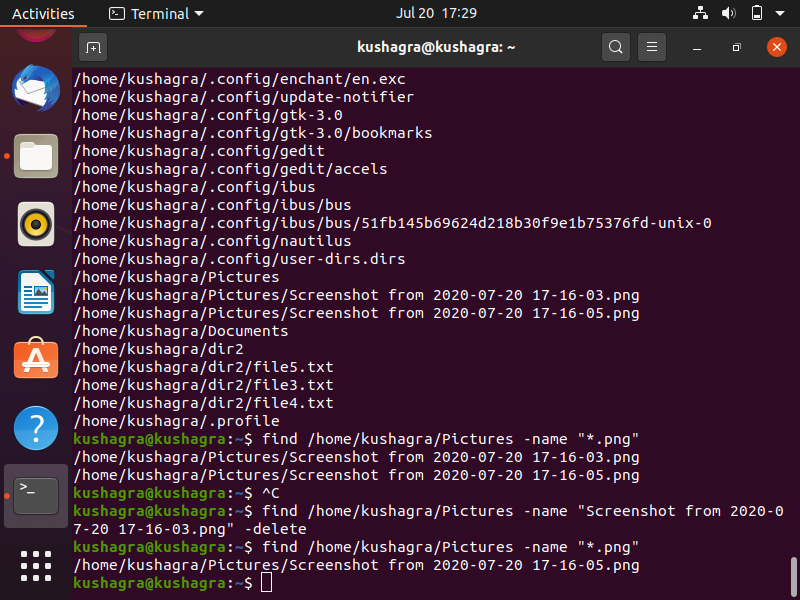 Activities Terminal Jul 20 17:29
kushagra@kushagra: ~
/home/kushagra/.config/enchant/en.exc
/home/kushagra/.config/update-notifier
/home/kushagra/.config/gtk-3.0
/home/kushagra/.config/gtk-3.0/bookmarks
/home/kushagra/.config/gedit
/home/kushagra/.config/gedit/accels
/home/kushagra/.config/ibus
/home/kushagra/.config/ibus/bus
/home/kushagra/.config/ibus/bus/51fb145b69624d218b30f9e1b75376fd-unix-0
/home/kushagra/.config/nautilus
/home/kushagra/.config/user-dirs.dirs
/home/kushagra/Pictures
/home/kushagra/Pictures/Screenshot from 2020-07-20 17-16-03.png
/home/kushagra/Pictures/Screenshot from 2020-07-20 17-16-05.png
/home/kushagra/Documents
/home/kushagra/dir2
/home/kushagra/dir2/file5.txt
/home/kushagra/dir2/file3.txt
/home/kushagra/dir2/file4.txt
/home/kushagra/.profile
kushagra@kushagra:~$ find /home/kushagra/Pictures -name "*.png"
/home/kushagra/Pictures/Screenshot from 2020-07-20 17-16-03.png
/home/kushagra/Pictures/Screenshot from 2020-07-20 17-16-05.png
kushagra@kushagra:~$ ^C
kushagra@kushagra:~$ find /home/kushagra/Pictures -name "Screenshot from 2020-0
7-20 17-16-03.png" -delete
kushagra@kushagra:~$ find /home/kushagra/Pictures -name "*.png"
/home/kushagra/Pictures/Screenshot from 2020-07-20 17-16-05.png
kushagra@kushagra:~$